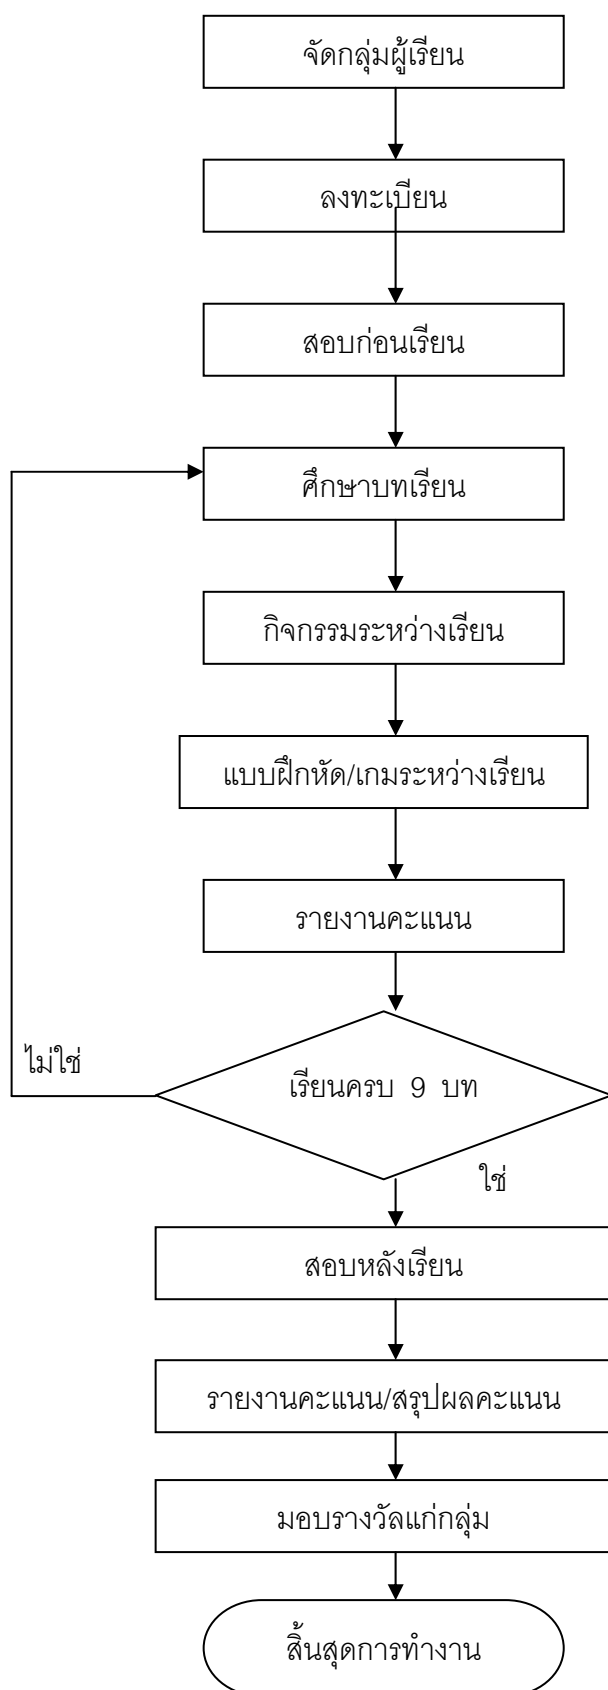 จัดกลุ่มผู้เรียน
ลงทะเบียน
สอบก่อนเรียน
ศึกษาบทเรียน
กิจกรรมระหว่างเรียน
แบบฝึกหัด/เกมระหว่างเรียน
รายงานคะแนน
ไม่ใช่
เรียนครบ 9 บท
ใช่
สอบหลังเรียน
รายงานคะแนน/สรุปผลคะแนน
มอบรางวัลแก่กลุ่ม
สิ้นสุดการทำงาน